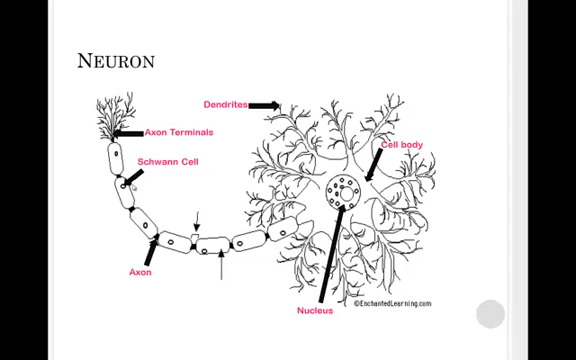 NEURON
Dendrites
Axon Terminals
Cell body
Schwann Cell
Axon
Nucleus
©EnchantedLearning.com